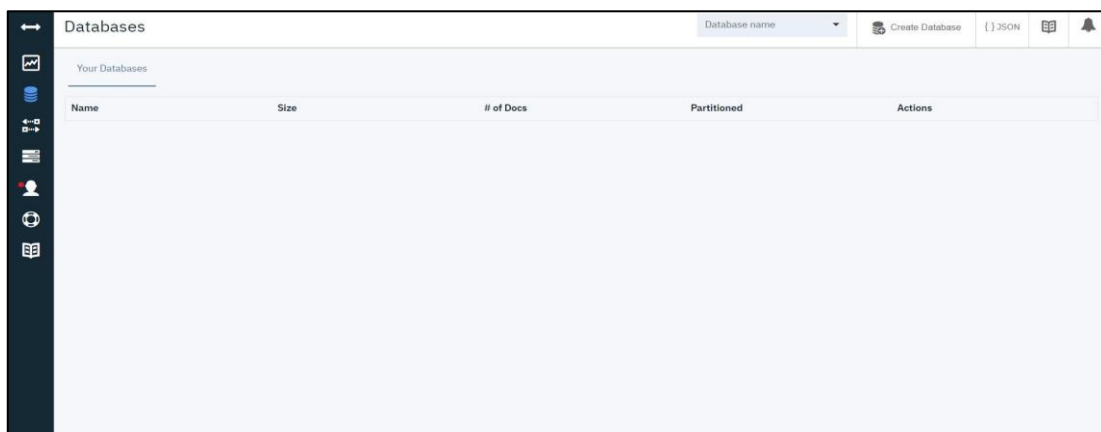 Databases
Database name
Create Database
{ } JSON
Your Databases
Name Size # of Docs Partitioned Actions